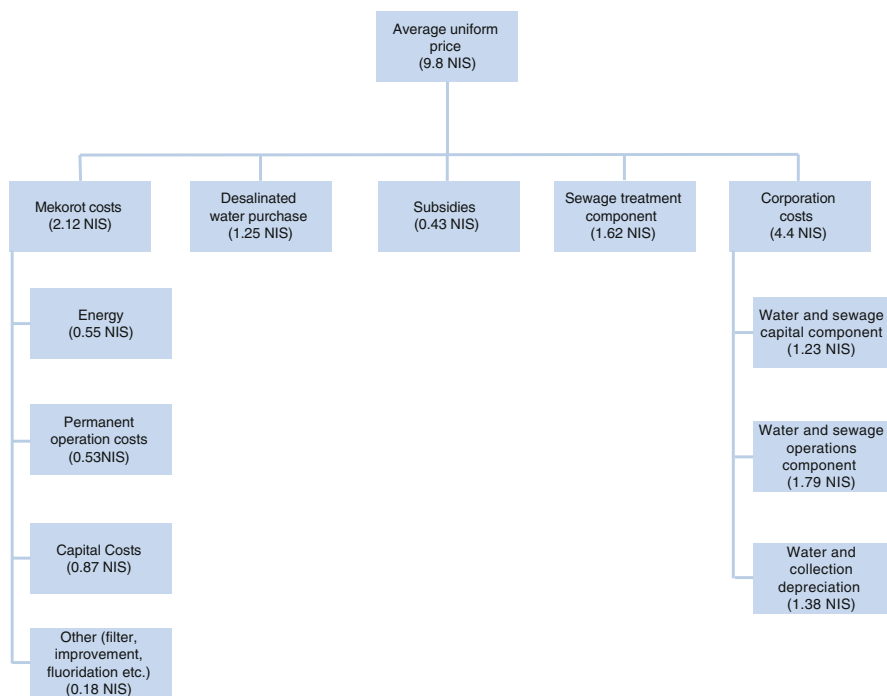 Average uniform
price
(9.8 NIS)
Mekorot costs
(2.12 NIS)
Desalinated
water purchase
(1.25 NIS)
Subsidies
(0.43 NIS)
Sewage treatment
component
(1.62 NIS)
Corporation
costs
(4.4 NIS)
Energy
(0.55 NIS)
Permanent
operation costs
(0.53NIS)
Capital Costs
(0.87 NIS)
Other (filter,
improvement,
fluoridation etc.)
(0.18 NIS)
Water and sewage
capital component
(1.23 NIS)
Water and sewage
operations
component
(1.79 NIS)
Water and
collection
depreciation
(1.38 NIS)